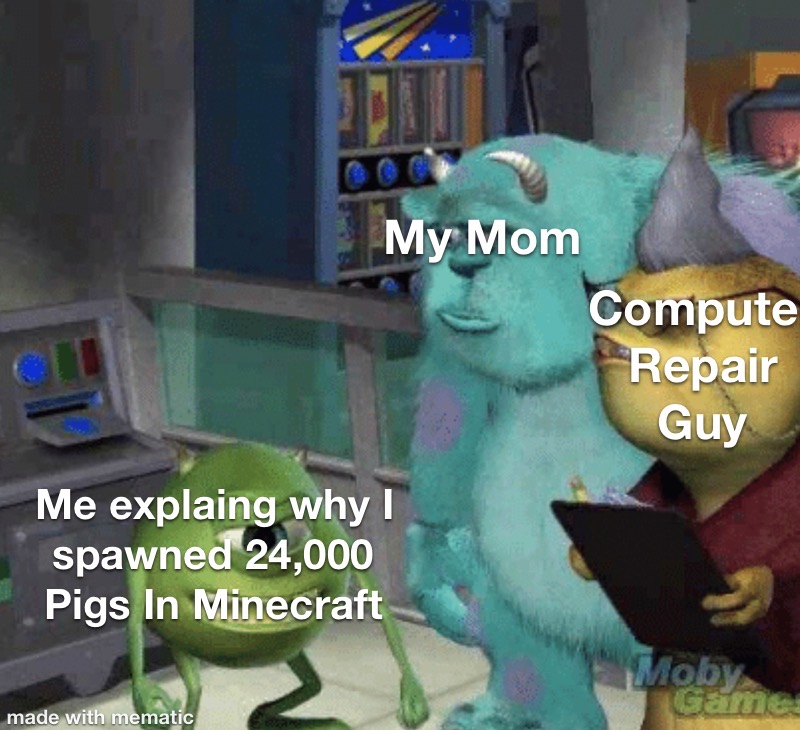 My Mom
Compute
Repair
Guy
Me explaing why I
spawned 24,000
Pigs In Minecraft
Moby
Games
made with mematic